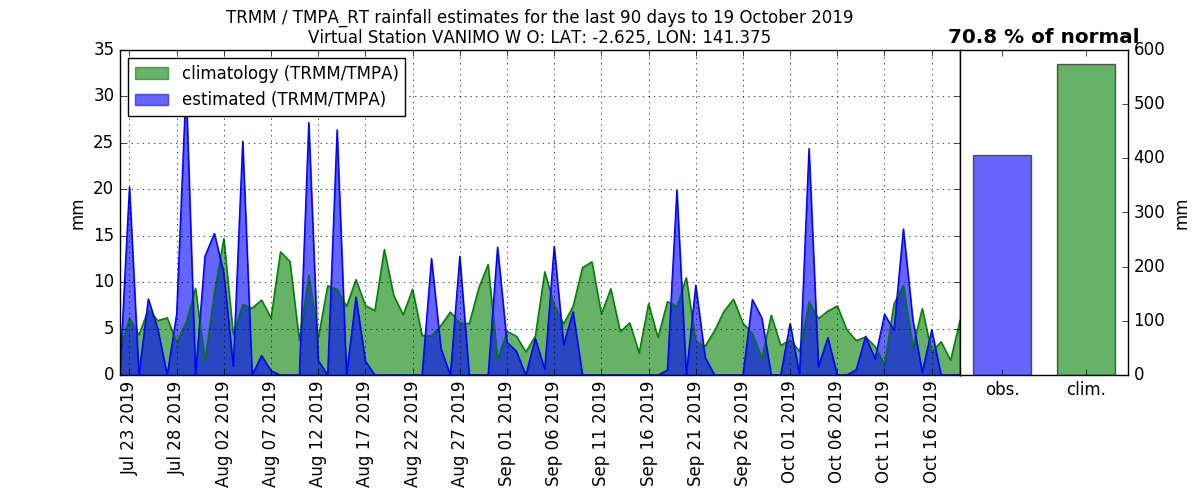 TRMM / TMPA_RT rainfall estimates for the last 90 days to 19 October 2019
Virtual Station VANIMO W O: LAT: -2.625, LON: 141.375
70.8 % of normal
climatology (TRMM/TMPA)
estimated (TRMM/TMPA)
35
30
25
20
15
10
5
0
mm
Jul 23 2019
Jul 28 2019
Aug 02 2019
Aug 07 2019
Aug 12 2019
Aug 17 2019
Aug 22 2019
Aug 27 2019
Sep 01 2019
Sep 06 2019
Sep 11 2019
Sep 16 2019
Sep 21 2019
Sep 26 2019
Oct 01 2019
Oct 06 2019
Oct 11 2019
Oct 16 2019
obs.
clim.
600
500
400
300
200
100
0
mm